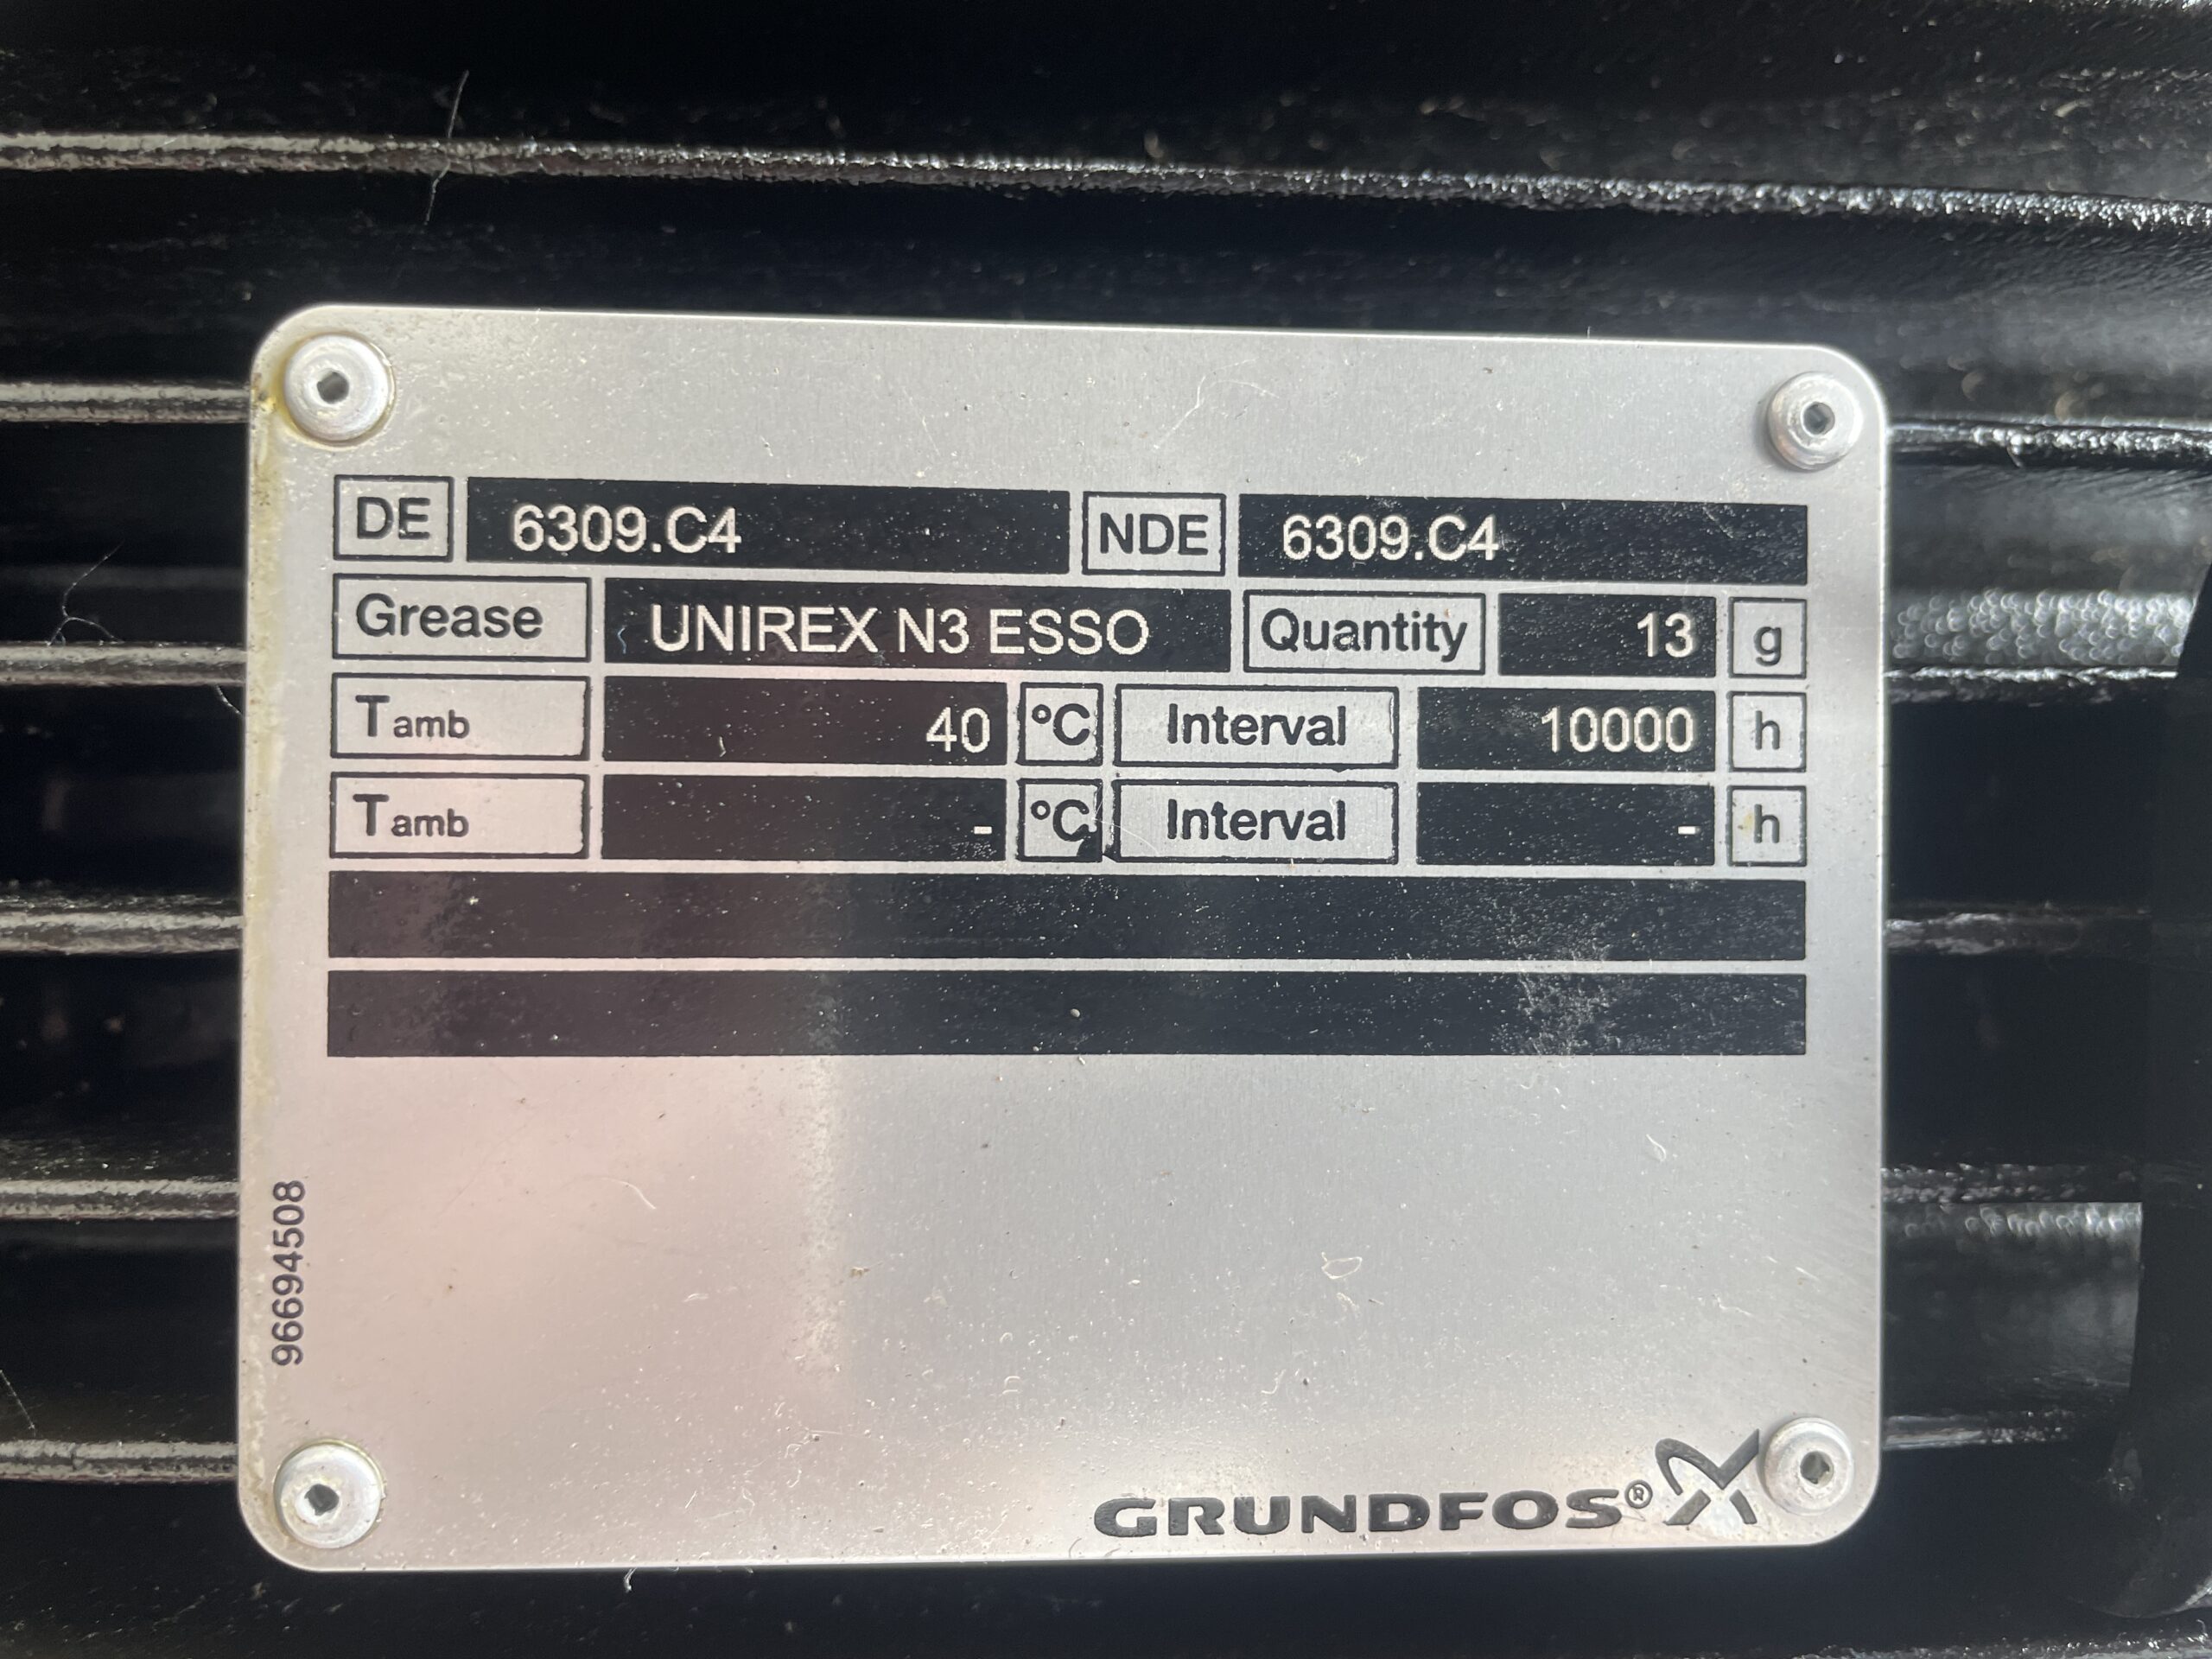 DE 6309.C4 NDE 6309.C4
Grease UNIREX N3 ESSO Quantity 13 g
Tamb 40 °C Interval 10000 h
Tamb - °C Interval - h
96694508
GRUNDFOS®